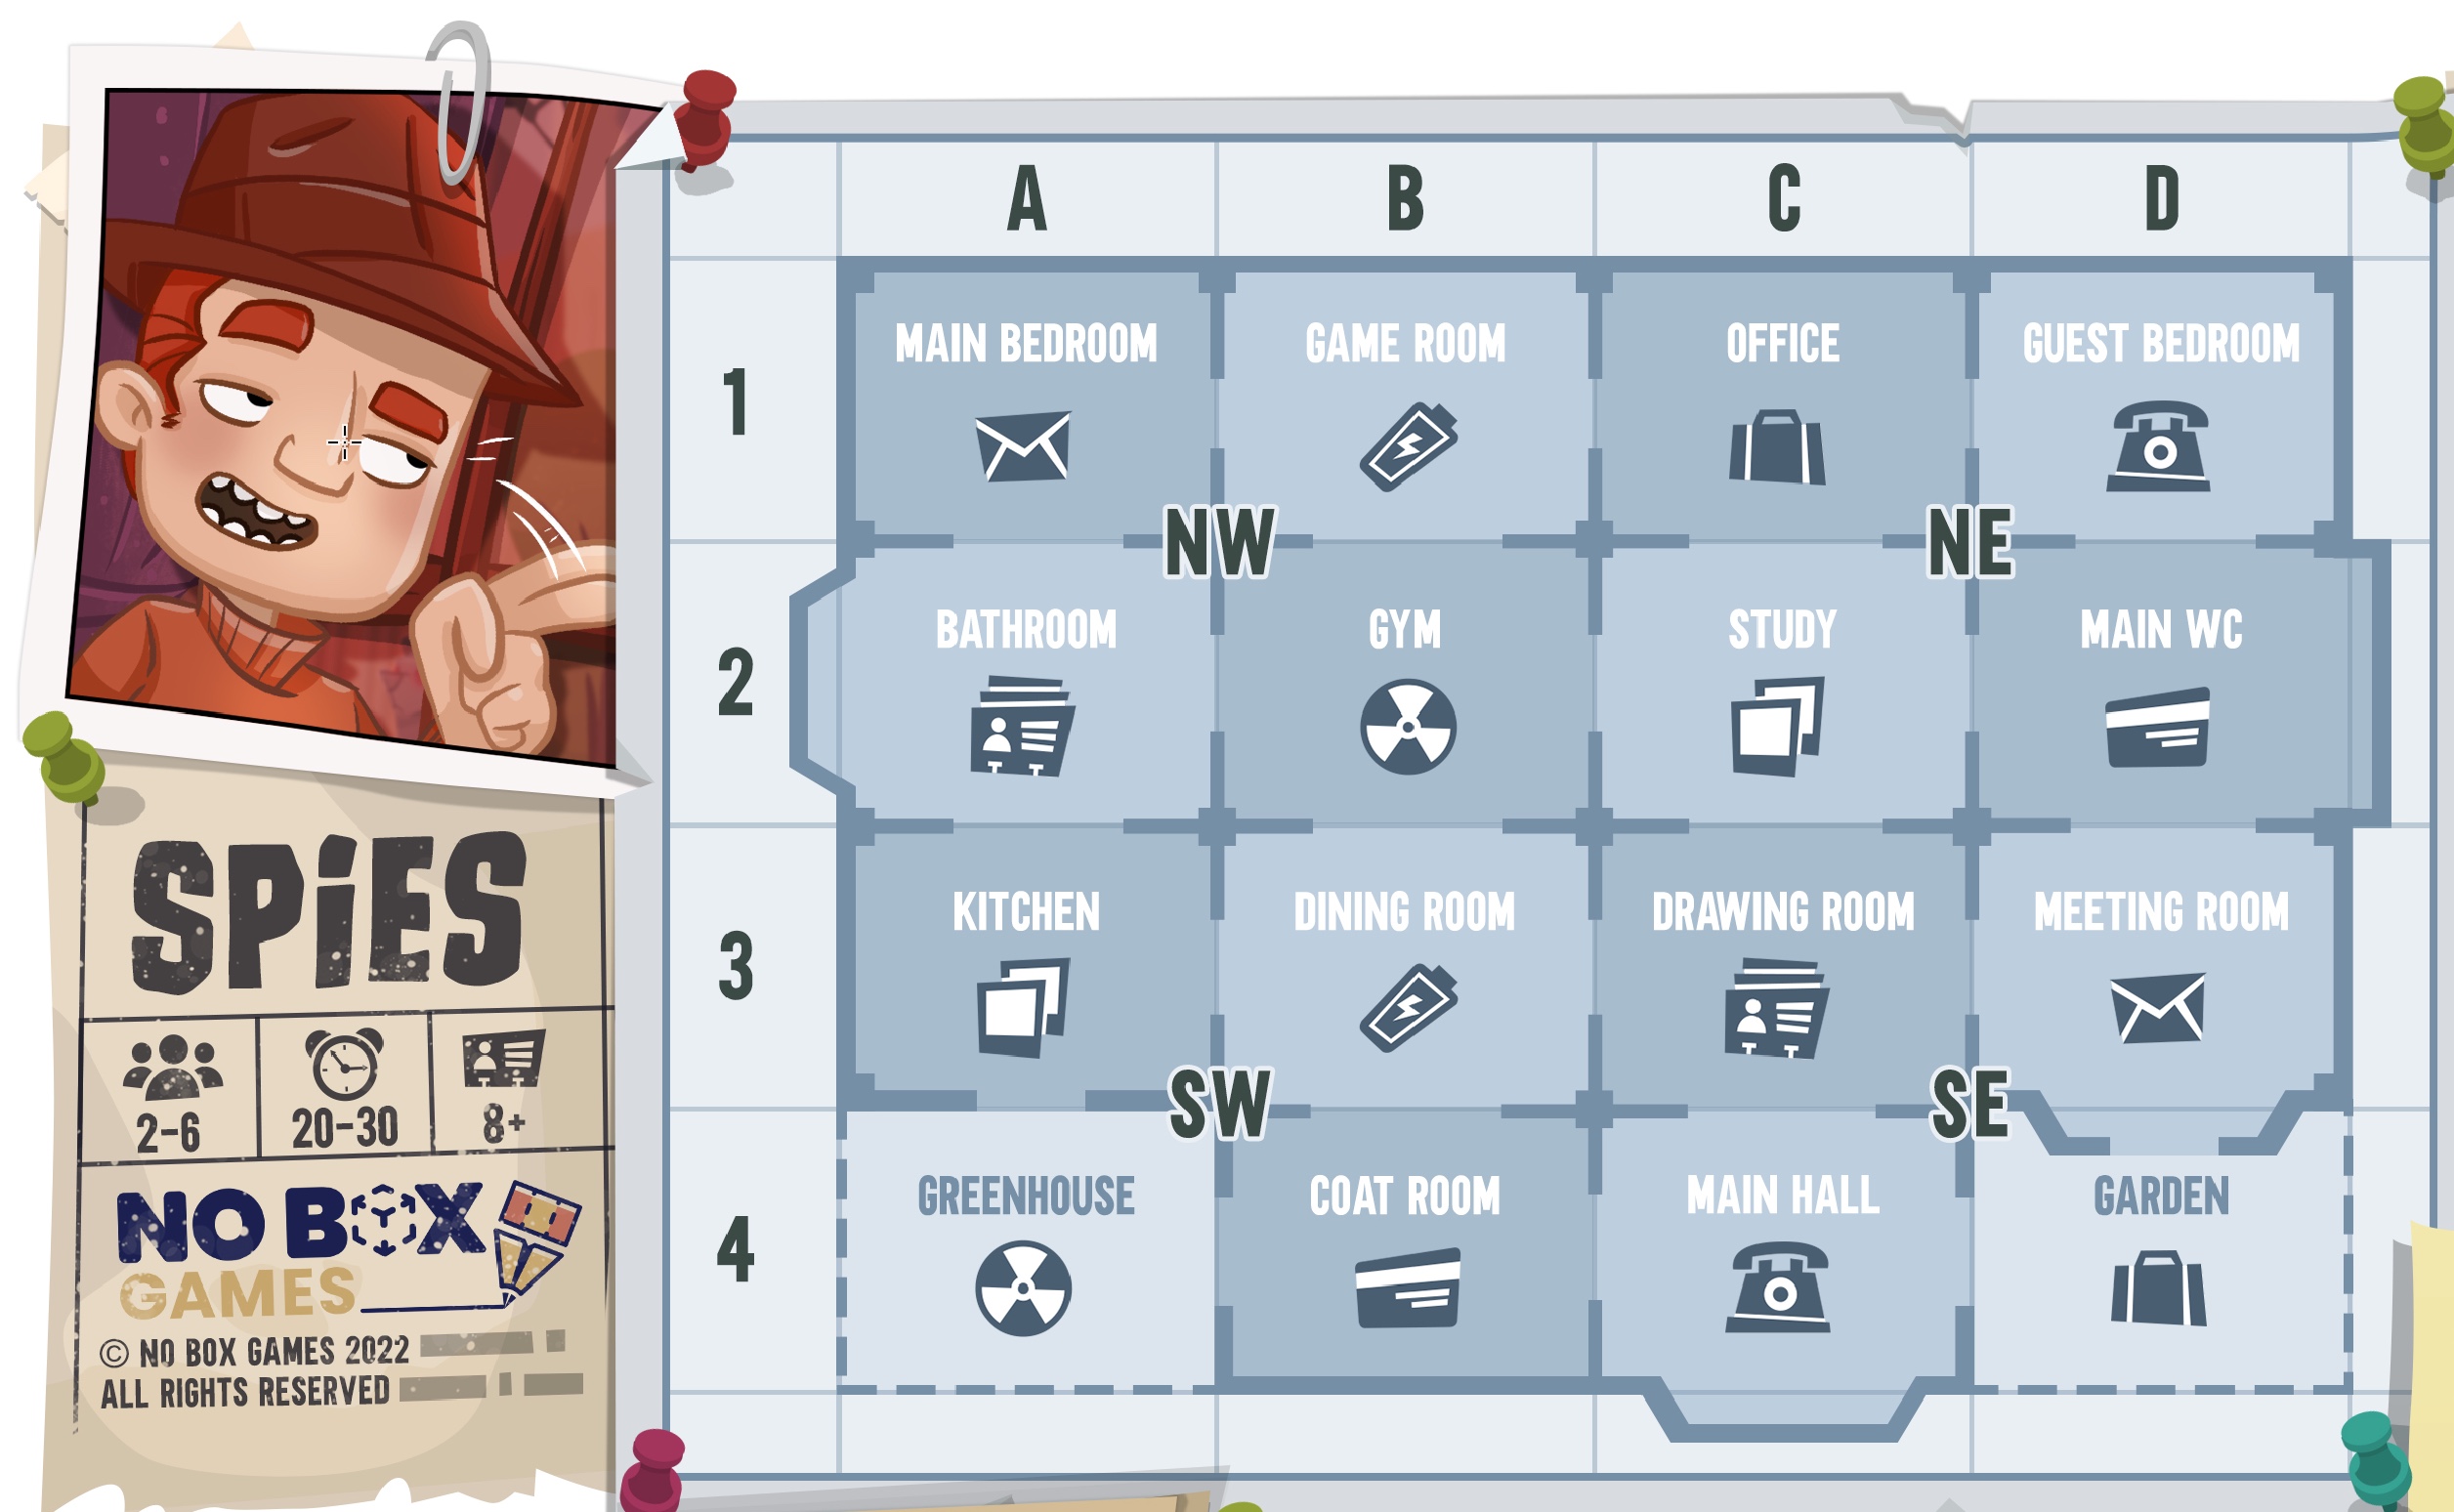 A B C D
1
MAIN BEDROOM GAME ROOM OFFICE GUEST BEDROOM
NW NE
2
BATHROOM GYM STUDY MAIN WC
3
KITCHEN DINING ROOM DRAWING ROOM MEETING ROOM
SW SE
4
GREENHOUSE COAT ROOM MAIN HALL GARDEN
SPiES
2-6 20-30 8+
NO BOX
GAMES
© NO BOX GAMES 2022
ALL RIGHTS RESERVED